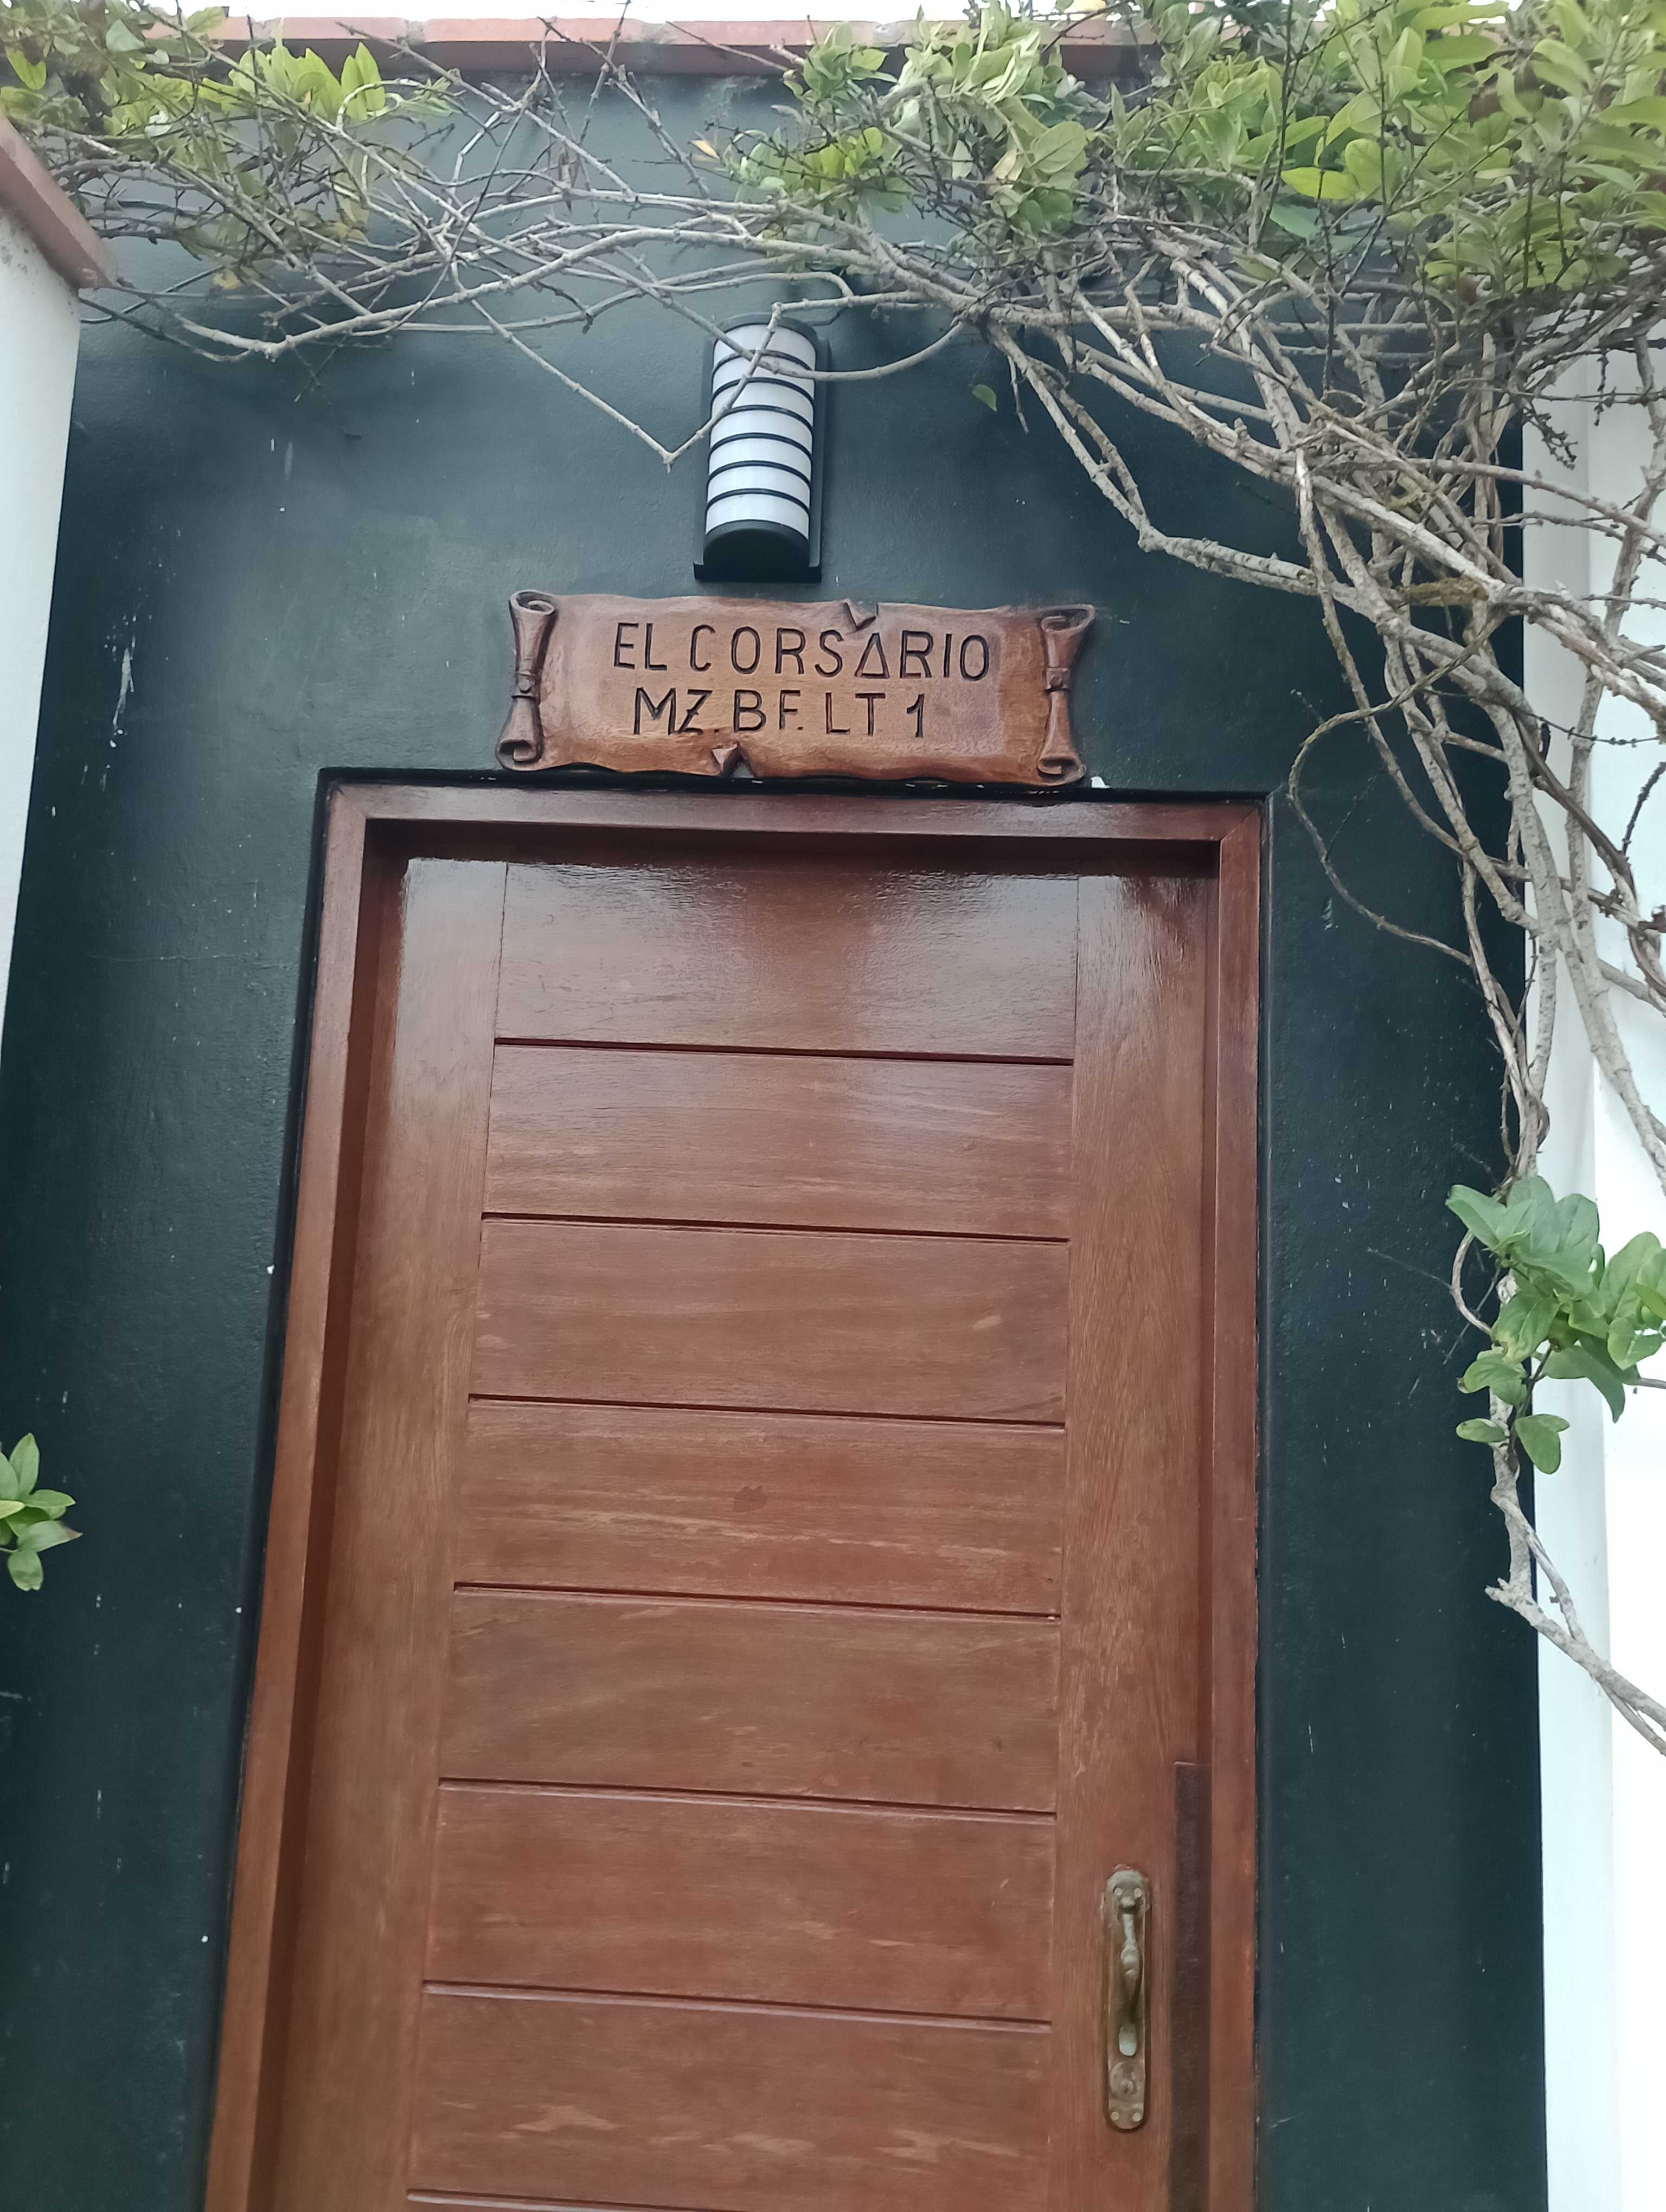 EL CORSARIO
MZ. BF. LT 1